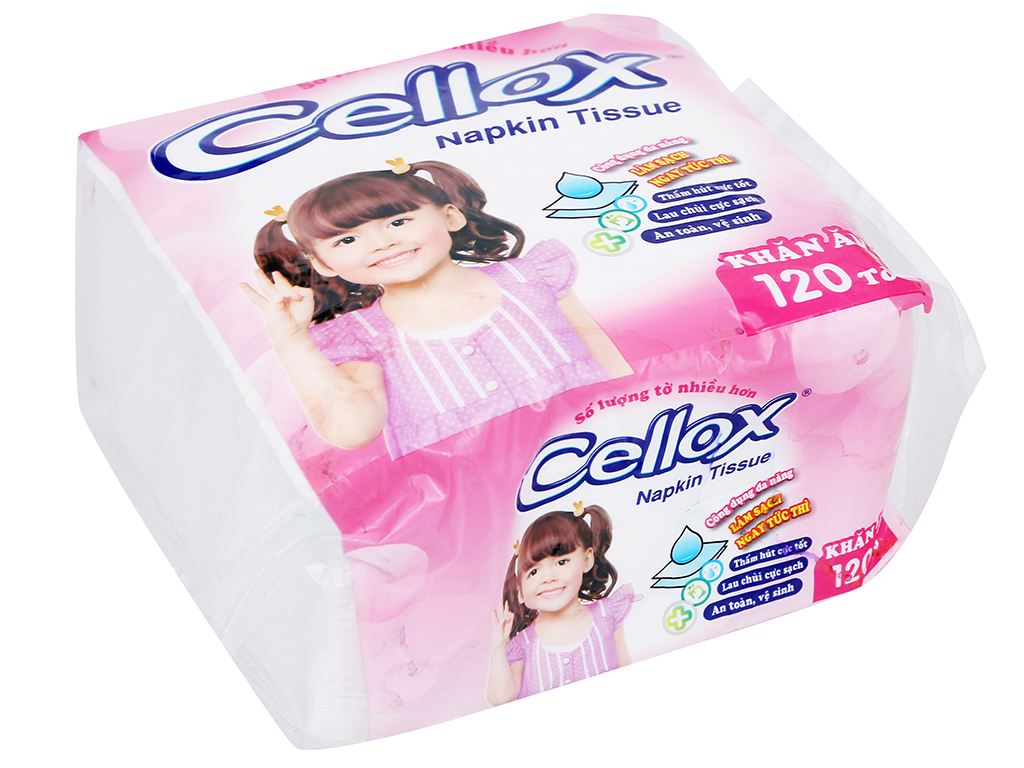 nhiều hơn
Cellox
Napkin Tissue
Công dụng đa năng
LÀM SẠCH
NGAY TỨC THÌ
Thấm hút cực tốt
Lau chùi cực sạch
An toàn, vệ sinh
KHĂN
120 TỜ
Số lượng tờ nhiều hơn
Cellox®
Napkin Tissue
Công dụng đa năng
LÀM SẠCH
NGAY TỨC THÌ
Thấm hút cực tốt
Lau chùi cực sạch
An toàn, vệ sinh
KHĂN
120